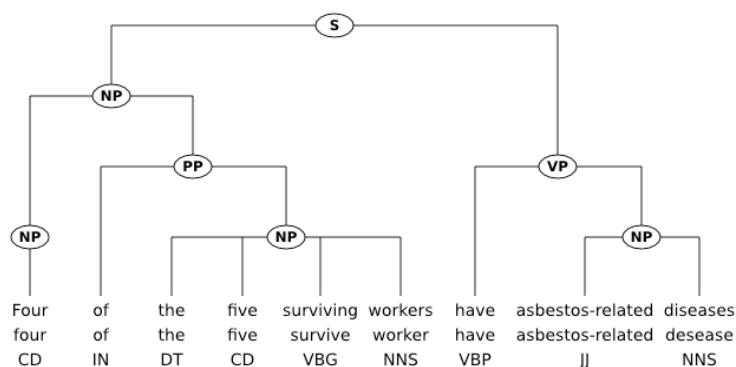 S
NP
PP VP
NP NP NP
Four of the five surviving workers have asbestos-related diseases
four of the five survive worker have asbestos-related desease
CD IN DT CD VBG NNS VBP JJ NNS